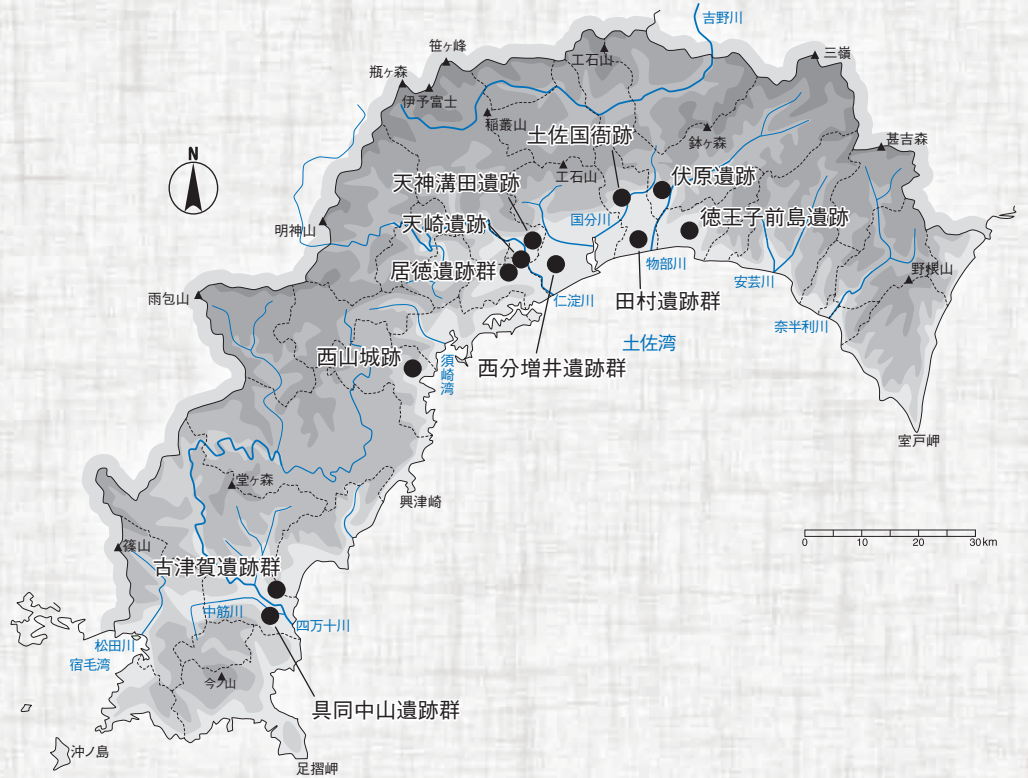 吉野川
笹ヶ峰
工石山
三嶺
瓶ヶ森
伊予富士
稲叢山
土佐国衙跡
鉢ヶ森
甚吉森
N
天神溝田遺跡
工石山
伏原遺跡
天崎遺跡
国分川
徳王子前島遺跡
明神山
居徳遺跡群
物部川
野根山
安芸川
雨包山
仁淀川
田村遺跡群
奈半利川
土佐湾
西山城跡
須崎湾
西分増井遺跡群
室戸岬
堂ヶ森
興津崎
篠山
0 10 20 30km
古津賀遺跡群
中筋川
四万十川
松田川
宿毛湾
今ノ山
具同中山遺跡群
沖ノ島
足摺岬